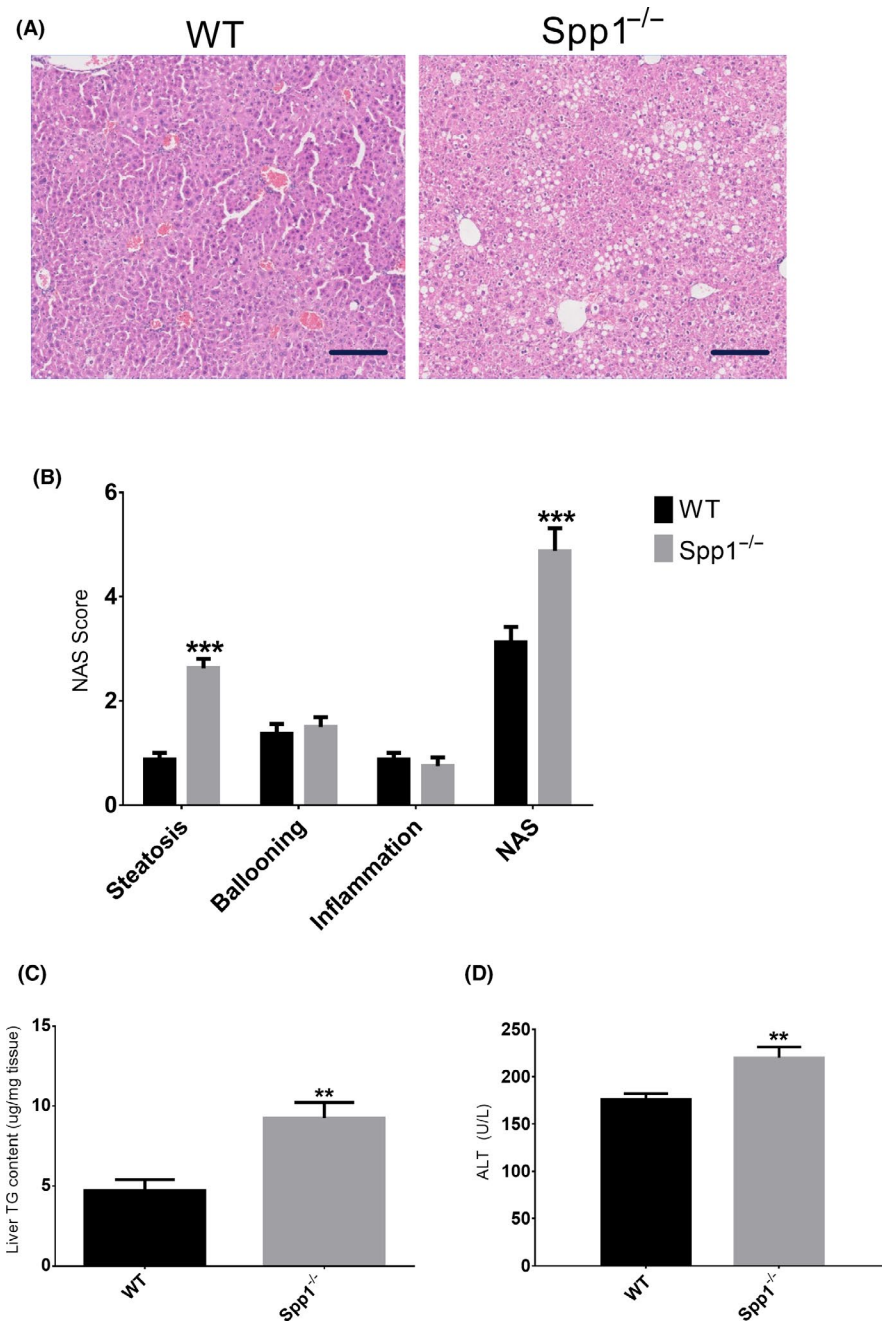 (A)
WT
Spp1⁻/⁻
(B)
NAS Score
6
4
2
0
***
***
Steatosis
Ballooning
Inflammation
NAS
WT
Spp1⁻/⁻
(C)
Liver TG content (ug/mg tissue)
15
10
5
0
**
WT
Spp1⁻/⁻
(D)
ALT (U/L)
250
200
150
100
50
0
**
WT
Spp1⁻/⁻